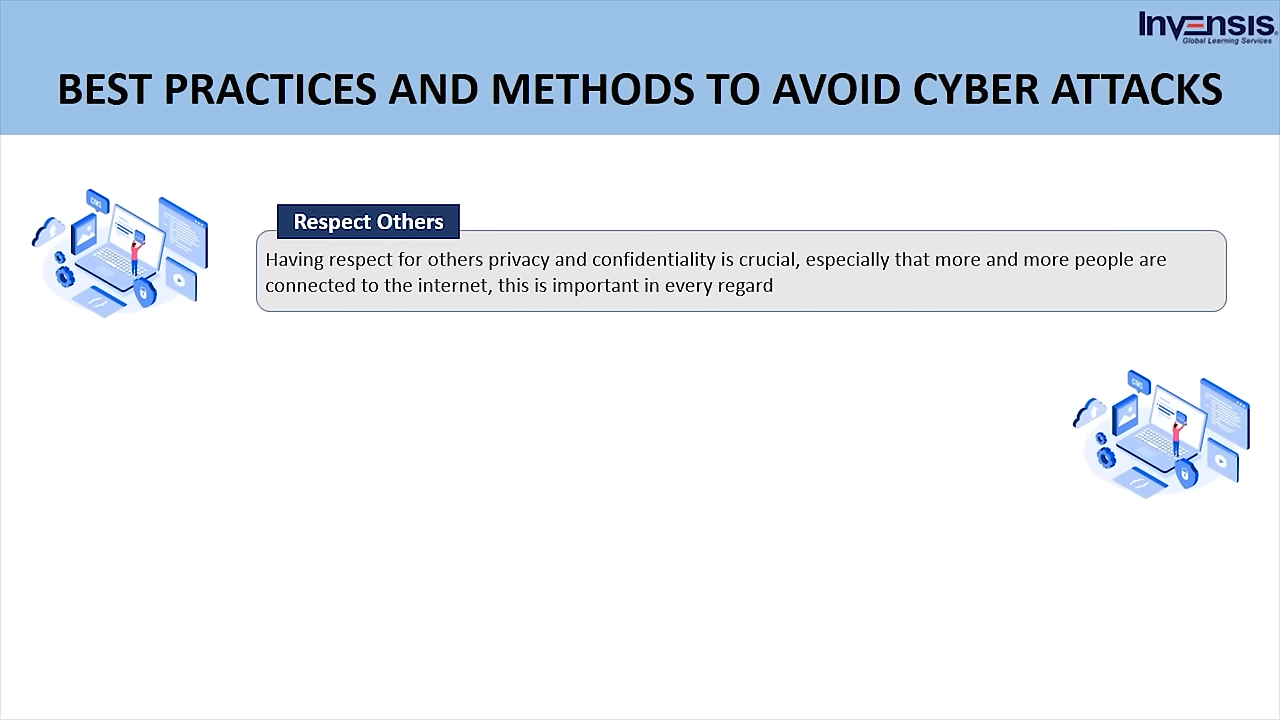 Invensis
Global Learning Services
BEST PRACTICES AND METHODS TO AVOID CYBER ATTACKS
CMS
Respect Others
Having respect for others privacy and confidentiality is crucial, especially that more and more people are
connected to the internet, this is important in every regard
CMS